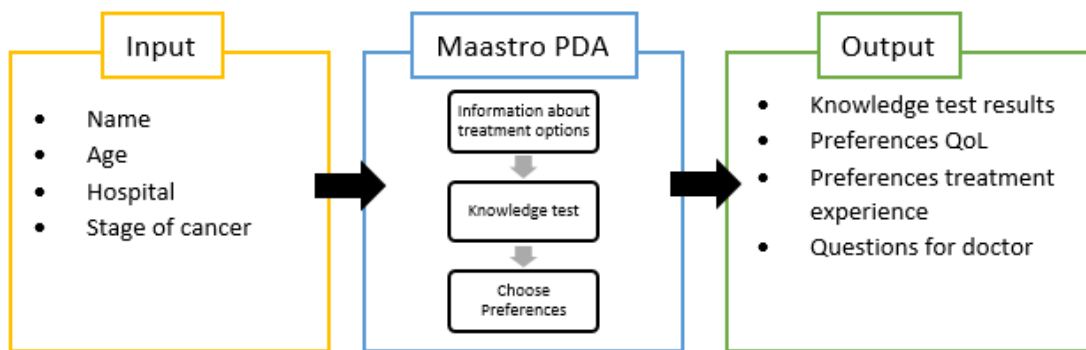 Input
Name
Age
Hospital
Stage of cancer
Maastro PDA
Information about
treatment options
Knowledge test
Choose
Preferences
Output
Knowledge test results
Preferences QoL
Preferences treatment
experience
Questions for doctor